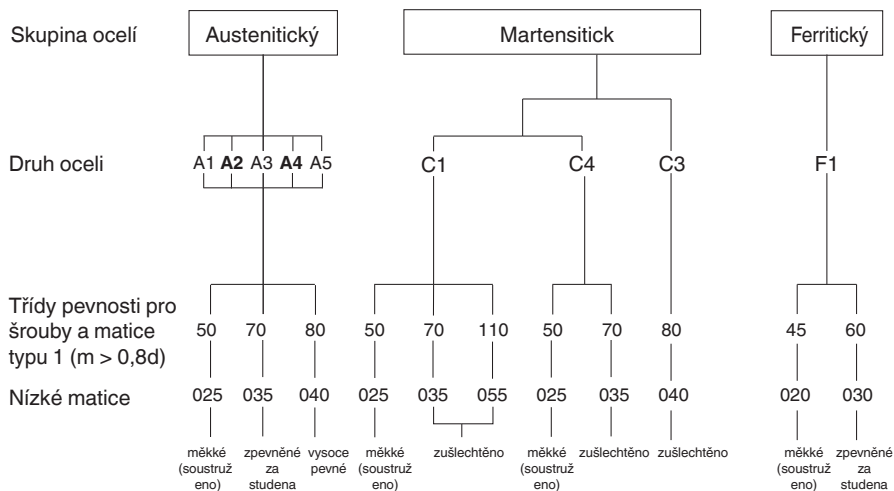 Skupina ocelí Austenitický Martensitick Ferritický
Druh oceli A1 A2 A3 A4 A5 C1 C4 C3 F1
Třídy pevnosti pro
šrouby a matice 50 70 80 50 70 110 50 70 80 45 60
typu 1 (m > 0,8d)
Nízké matice 025 035 040 025 035 055 025 035 040 020 030
měkké zpevněné vysoce měkké zušlechtěno měkké zušlechtěno zušlechtěno měkké zpevněné
(soustruž za pevné (soustruž (soustruž (soustruž za
eno) studena eno) eno) eno) studena